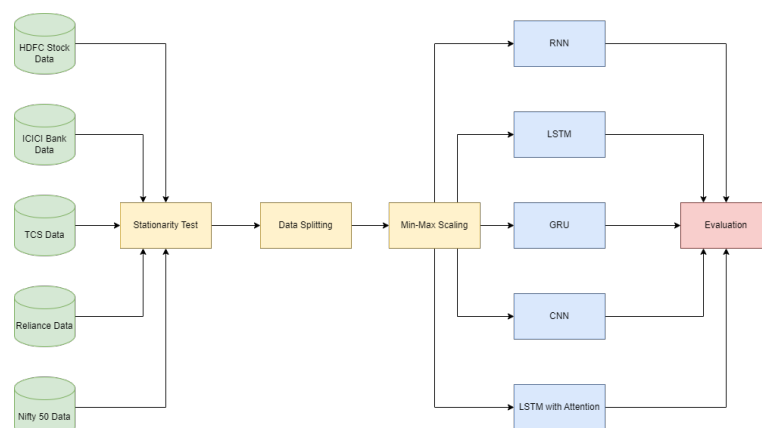 HDFC Stock
Data
ICICI Bank
Data
TCS Data
Reliance Data
Nifty 50 Data
Stationarity Test
Data Splitting
Min-Max Scaling
RNN
LSTM
GRU
CNN
LSTM with Attention
Evaluation